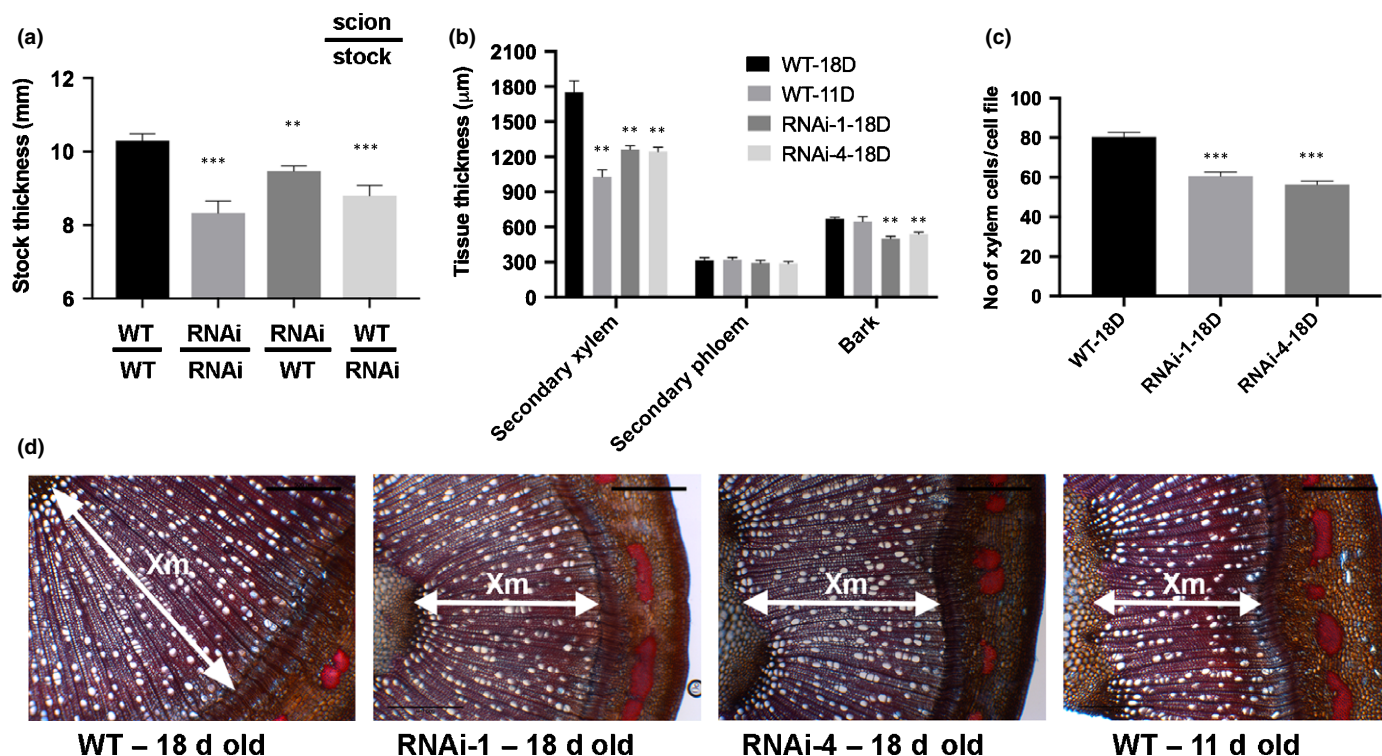 (a)
scion
stock
Stock thickness (mm)
12
10
8
6
***
**
***
WT
WT
RNAi
RNAi
RNAi
WT
WT
RNAi
(b)
Tissue thickness (µm)
2100
1800
1500
1200
900
600
300
0
WT-18D
WT-11D
RNAi-1-18D
RNAi-4-18D
** ** **
** **
Secondary xylem
Secondary phloem
Bark
(c)
No of xylem cells/cell file
100
80
60
40
20
0
*** ***
WT-18D
RNAi-1-18D
RNAi-4-18D
(d)
Xm
Xm
Xm
Xm
WT – 18 d old
RNAi-1 – 18 d old
RNAi-4 – 18 d old
WT – 11 d old